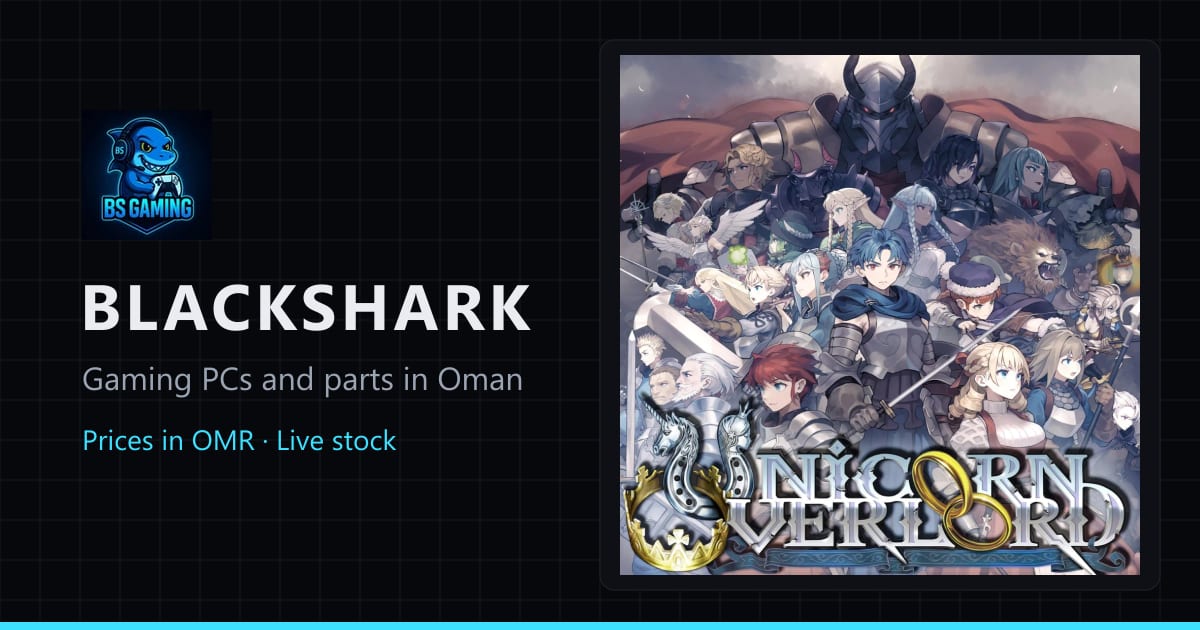 BS
BS GAMING
BLACKSHARK
Gaming PCs and parts in Oman
Prices in OMR · Live stock
UNICORN
OVERLORD